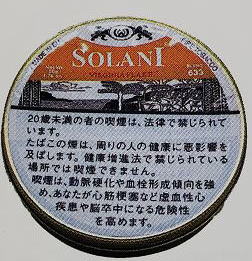 SOLANI
VIRGINIA FLAKE
633
20歳未満の者の喫煙は、法律で禁じられて
います。
たばこの煙は、周りの人の健康に悪影響を
及ぼします。健康増進法で禁じられている
場所では喫煙できません。
喫煙は、動脈硬化や血栓形成傾向を強
め、あなたが心筋梗塞など虚血性心
疾患や脳卒中になる危険性
を高めます。